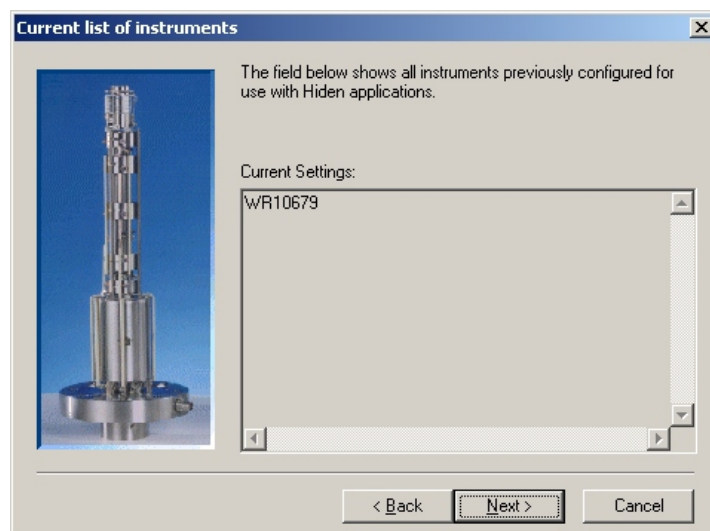 Current list of instruments
The field below shows all instruments previously configured for
use with Hiden applications.
Current Settings:
WR10679
< Back
Next >
Cancel